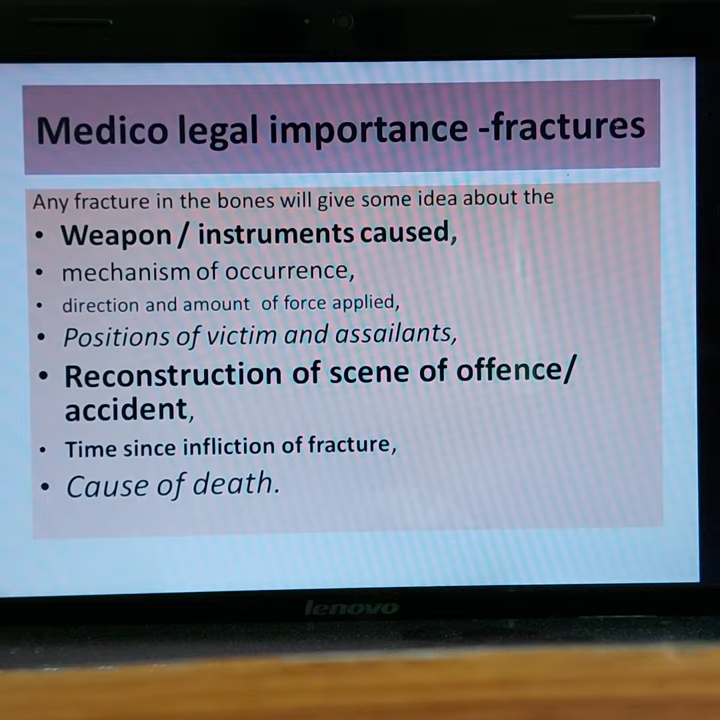 Medico legal importance -fractures
Any fracture in the bones will give some idea about the
• Weapon / instruments caused,
• mechanism of occurrence,
• direction and amount of force applied,
• Positions of victim and assailants,
• Reconstruction of scene of offence/
accident,
• Time since infliction of fracture,
• Cause of death.
lenovo